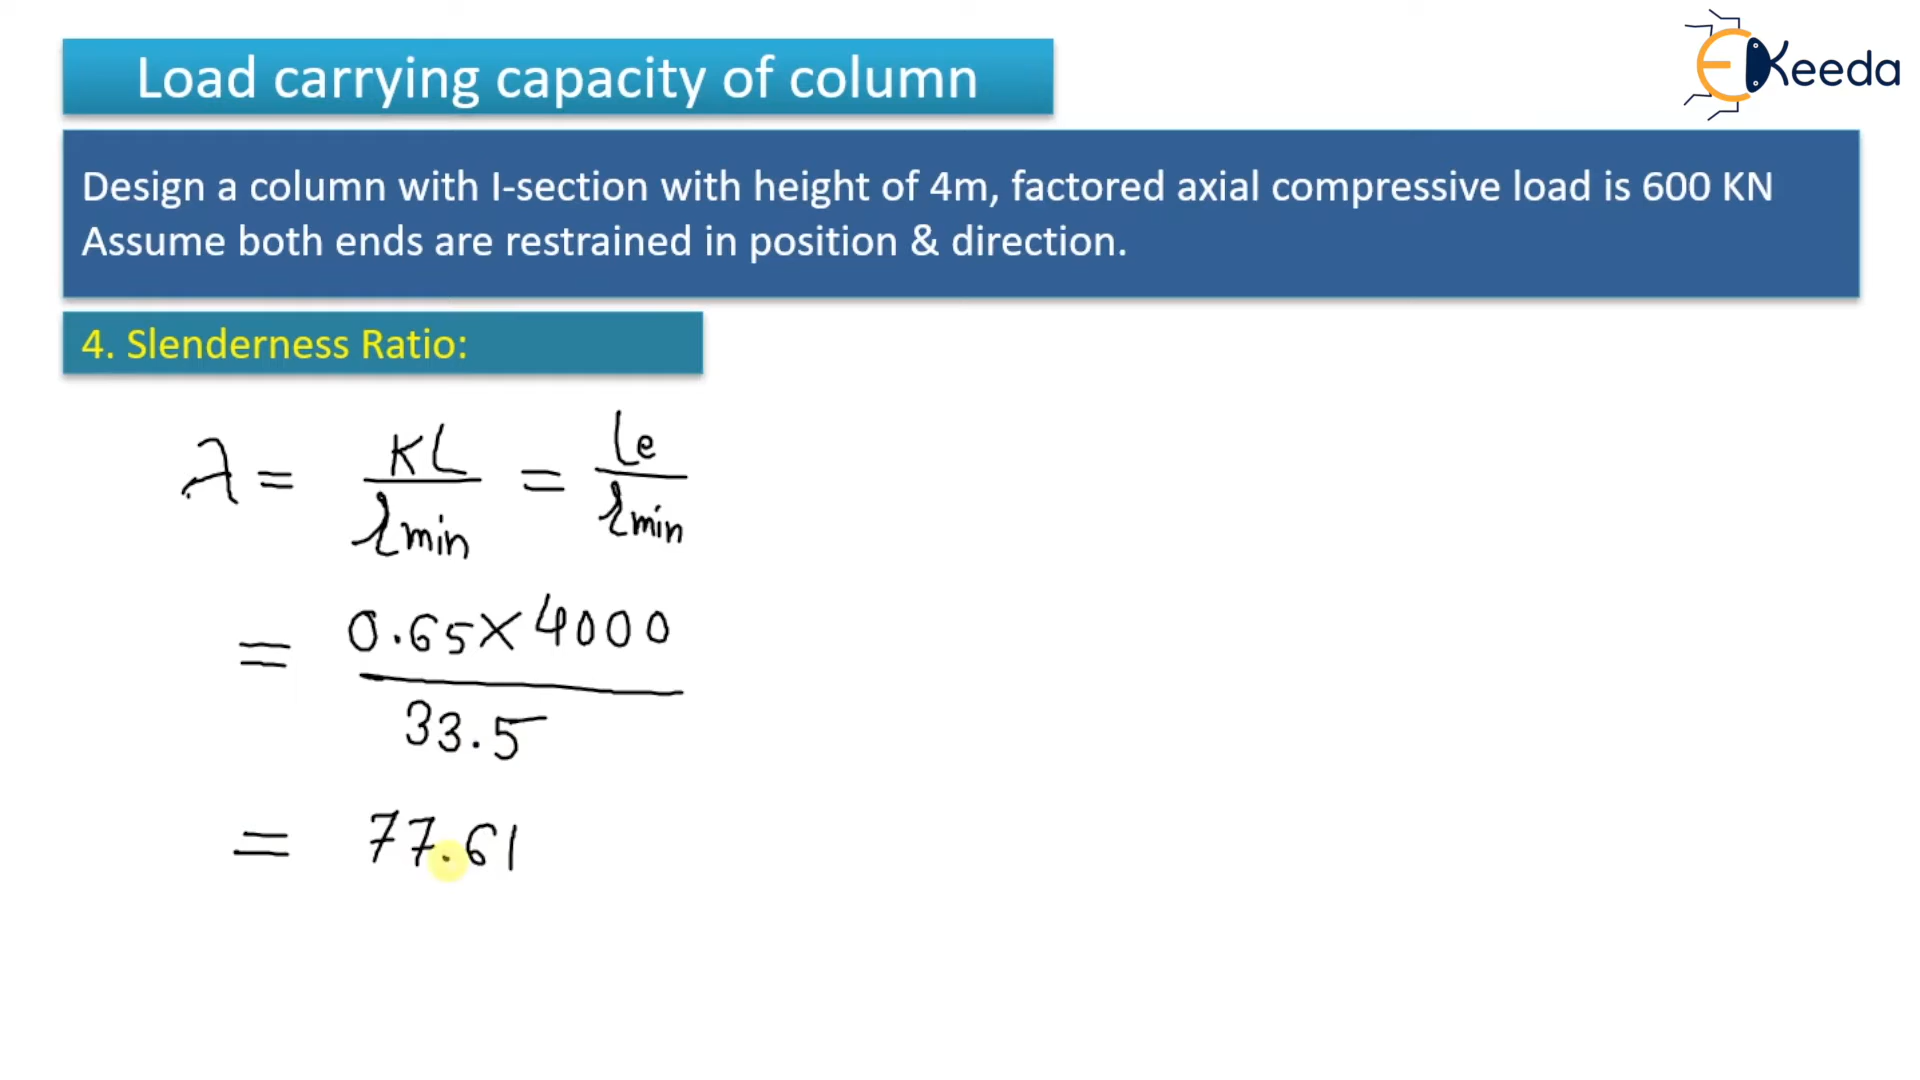 Load carrying capacity of column
EKeeda
Design a column with I-section with height of 4m, factored axial compressive load is 600 KN
Assume both ends are restrained in position & direction.
4. Slenderness Ratio:
λ = KL / rmin = le / rmin
= 0.65 × 4000 / 33.5
= 77.61